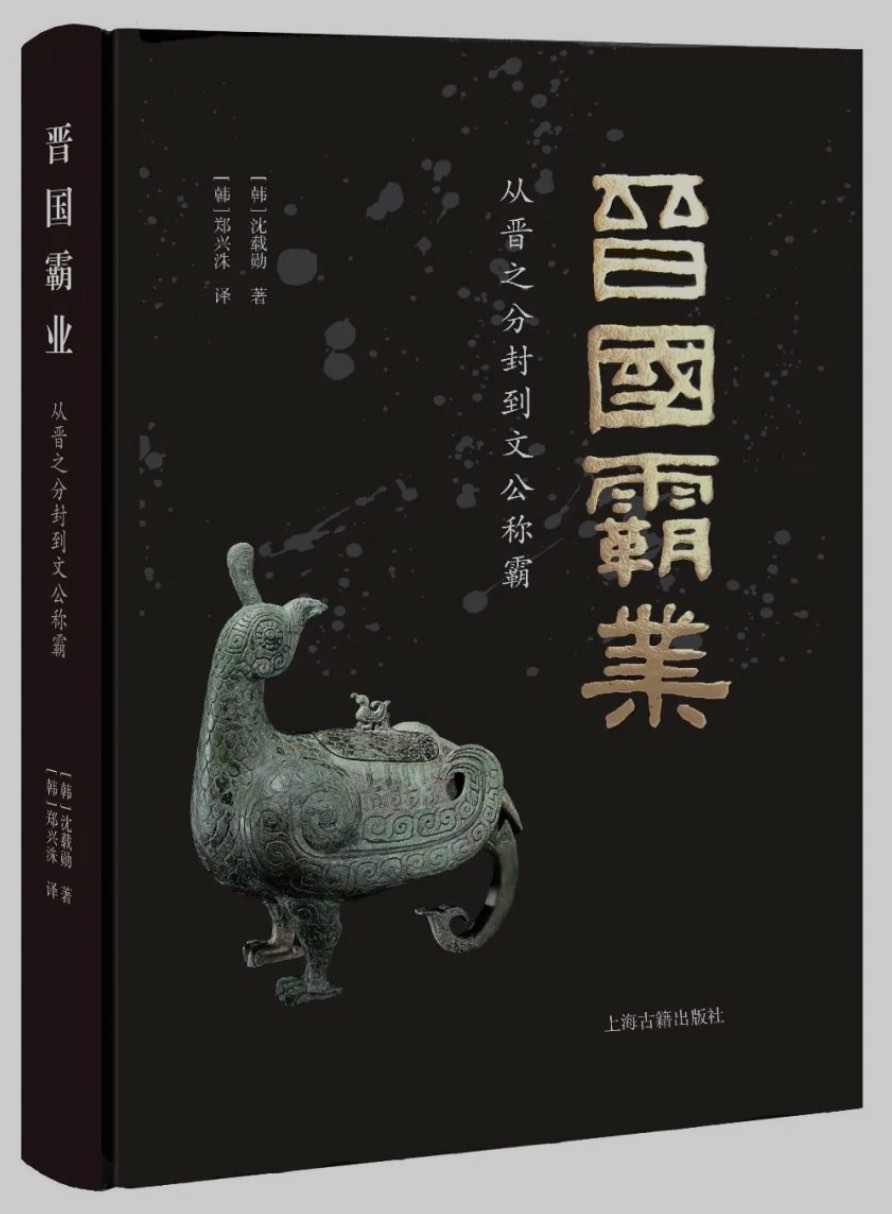 晋国霸业
从晋之分封到文公称霸
[韩]沈载勋 著
[韩]郑兴洙 译
晋國霸業
从晋之分封到文公称霸
[韩]沈载勋 著
[韩]郑兴洙 译
上海古籍出版社